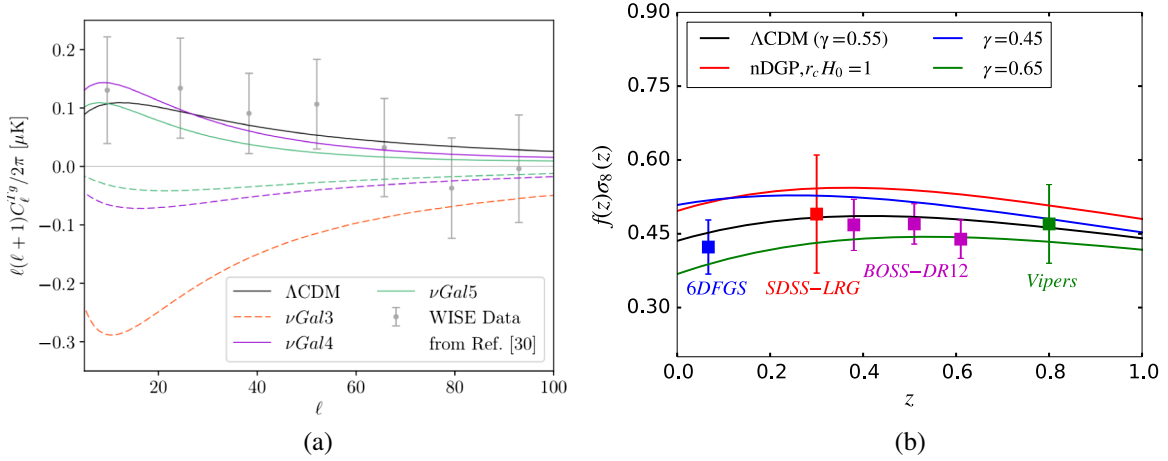 0.2
0.1
0.0
−0.1
−0.2
−0.3
ℓ(ℓ + 1)C_ℓ^{Tg}/2π [μK]
ΛCDM
νGal3
νGal4
νGal5
WISE Data
from Ref. [30]
20 40 60 80 100
ℓ
(a)
0.90
0.75
0.60
0.45
0.30
f(z)σ₈(z)
ΛCDM (γ=0.55)
nDGP, r_c H_0 = 1
γ=0.45
γ=0.65
6DFGS
SDSS−LRG
BOSS−DR12
Vipers
0.0 0.2 0.4 0.6 0.8 1.0
z
(b)